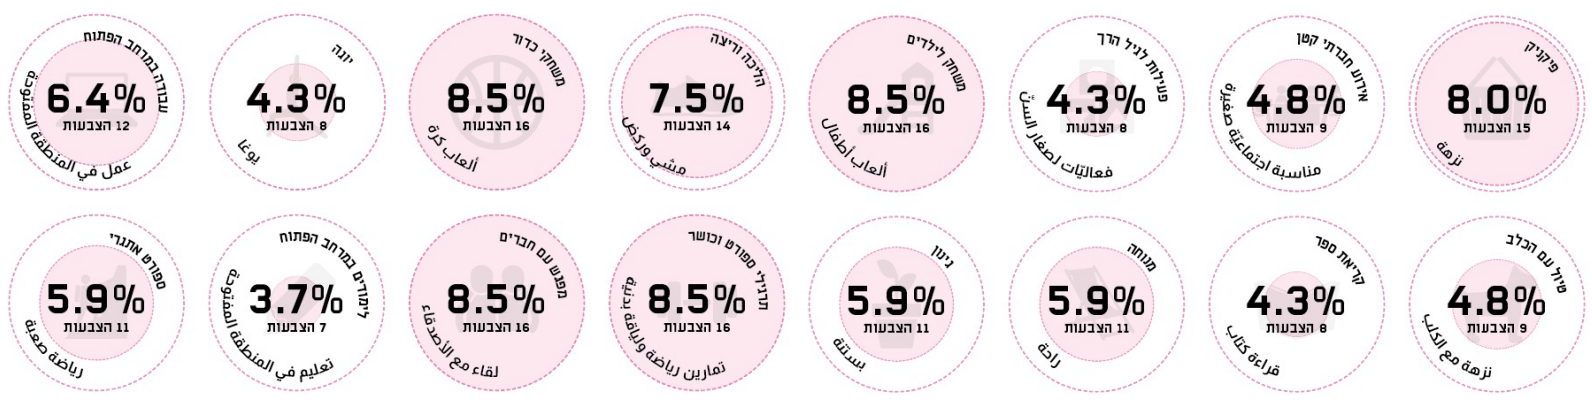 פיקניק
8.0%
15 הצבעות
نزهة
אירוע חברתי קטן
4.8%
9 הצבעות
مناسبة اجتماعيّة صغيرة
פעילות לגיל הרך
4.3%
8 הצבעות
فعاليّات لصغار السنّ
משחק לילדים
8.5%
16 הצבעות
ألعاب أطفال
הליכה וריצה
7.5%
14 הצבעות
مشي وركض
משחקי כדור
8.5%
16 הצבעות
ألعاب كرة
יוגה
4.3%
8 הצבעות
يوغا
עבודה במרחב הפתוח
6.4%
12 הצבעות
عمل في المنطقة المفتوحة
טיול עם הכלב
4.8%
9 הצבעות
نزهة مع الكلب
קריאת ספר
4.3%
8 הצבעות
قراءة كتاب
מנוחה
5.9%
11 הצבעות
راحة
גינון
5.9%
11 הצבעות
بستنة
תרגילי ספורט וכושר
8.5%
16 הצבעות
تمارين رياضة ولياقة بدنية
מפגש עם חברים
8.5%
16 הצבעות
لقاء مع الأصدقاء
לימודים במרחב הפתוח
3.7%
7 הצבעות
تعليم في المنطقة المفتوحة
ספורט אתגרי
5.9%
11 הצבעות
رياضة صعبة